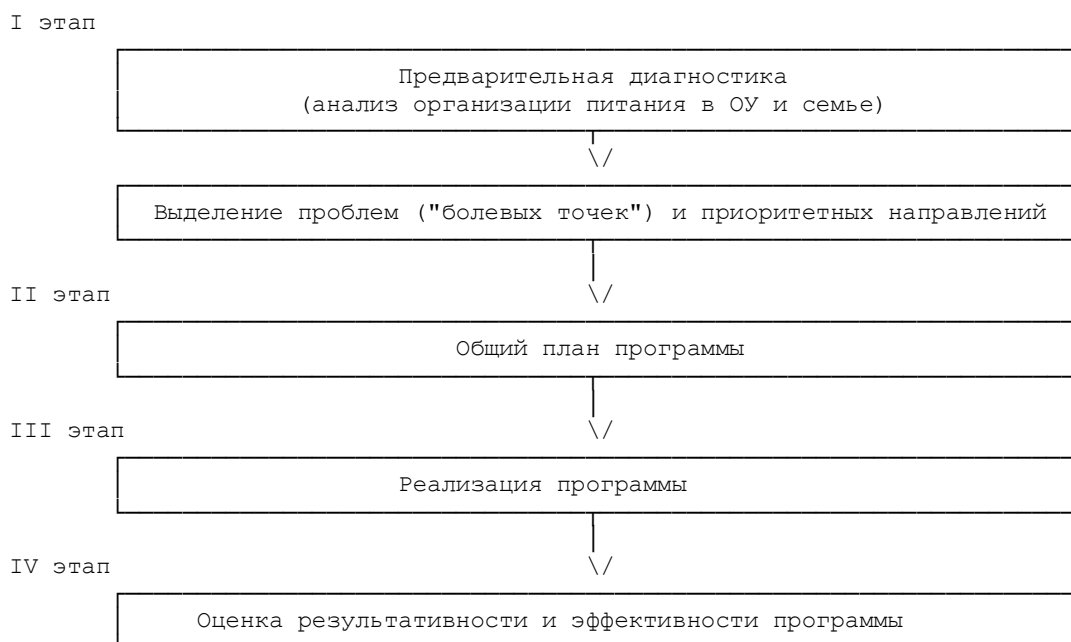 I этап
Предварительная диагностика
(анализ организации питания в ОУ и семье)
Выделение проблем ("болевых точек") и приоритетных направлений
II этап
Общий план программы
III этап
Реализация программы
IV этап
Оценка результативности и эффективности программы